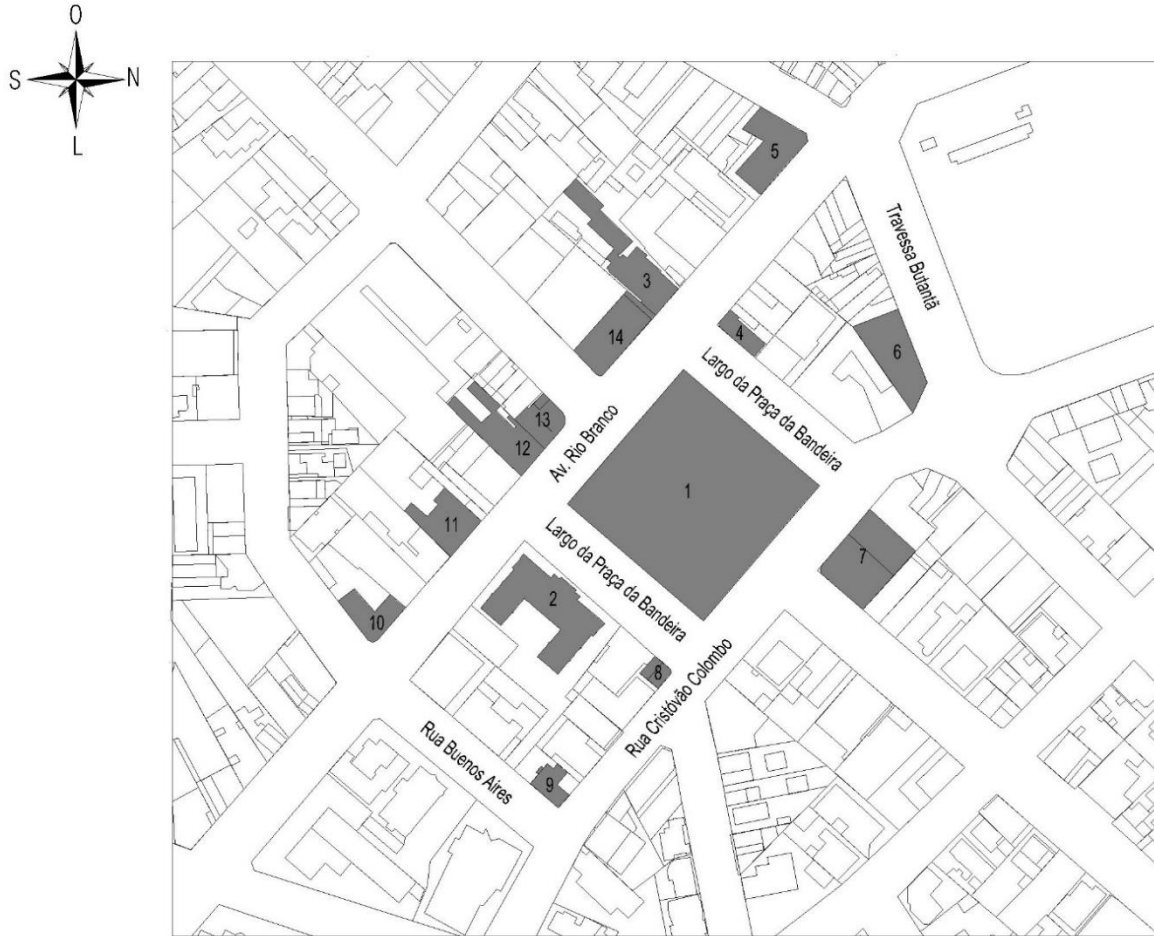 O
S
N
L
5
Travessa Butantã
3
14
4
6
Largo da Praça da Bandeira
13
Av. Rio Branco
12
1
11
Largo da Praça da Bandeira
7
2
10
8
Rua Cristóvão Colombo
Rua Buenos Aires
9